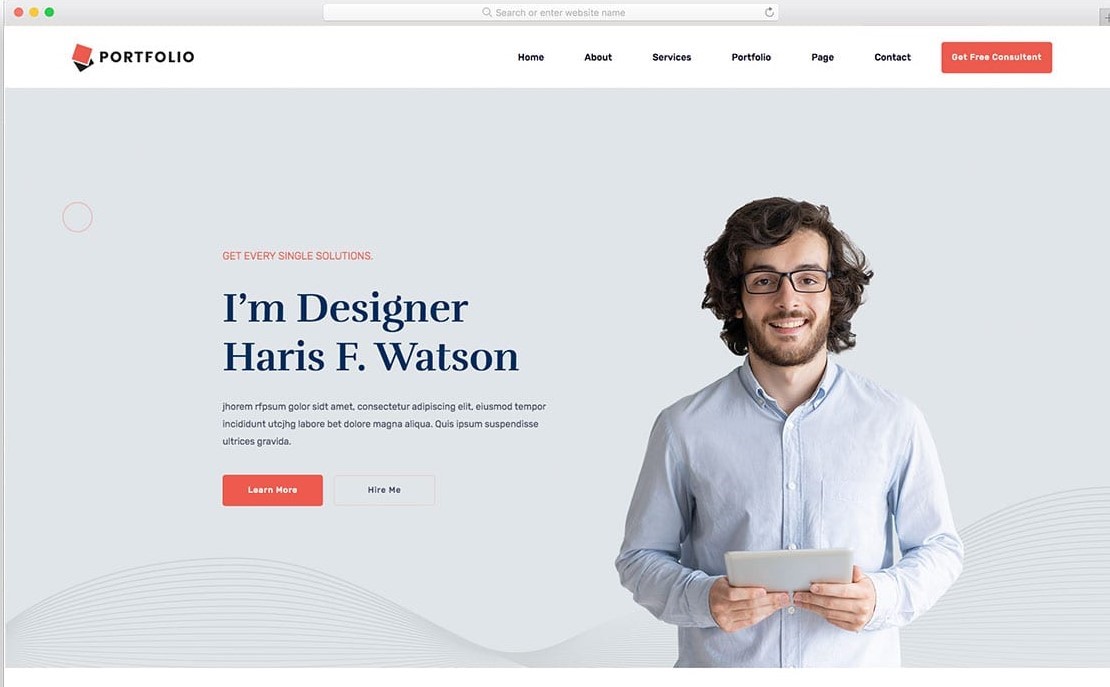 Search or enter website name
PORTFOLIO
Home About Services Portfolio Page Contact Get Free Consultent
GET EVERY SINGLE SOLUTIONS.
I'm Designer
Haris F. Watson
jhorem rfpsum golor sidt amet, consectetur adipiscing elit, eiusmod tempor
incididunt utcjhg labore bet dolore magna aliqua. Quis ipsum suspendisse
ultrices gravida.
Learn More Hire Me